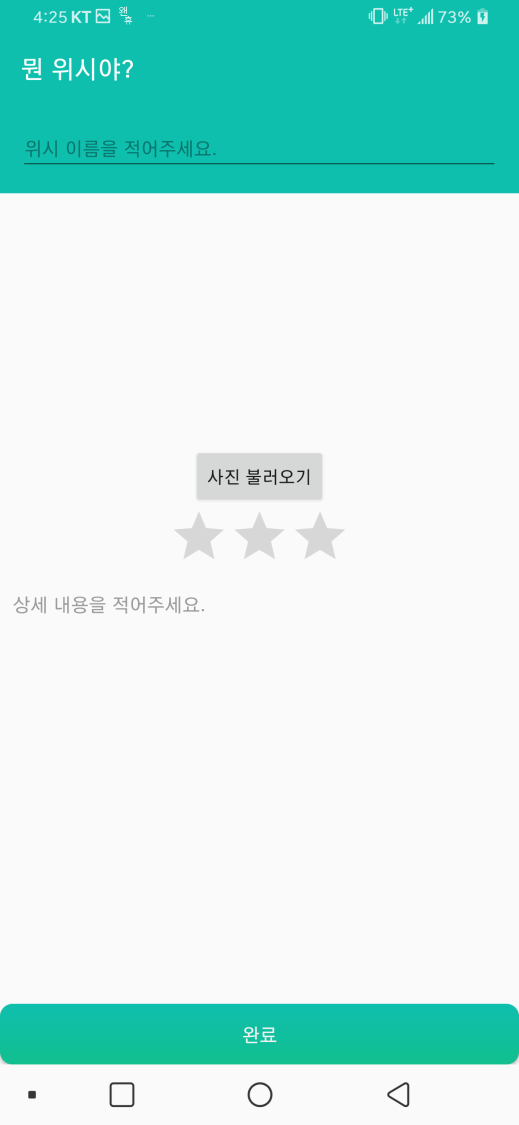 4:25 KT LTE+ 73%
뭔 위시야?
위시 이름을 적어주세요.
사진 불러오기
상세 내용을 적어주세요.
완료